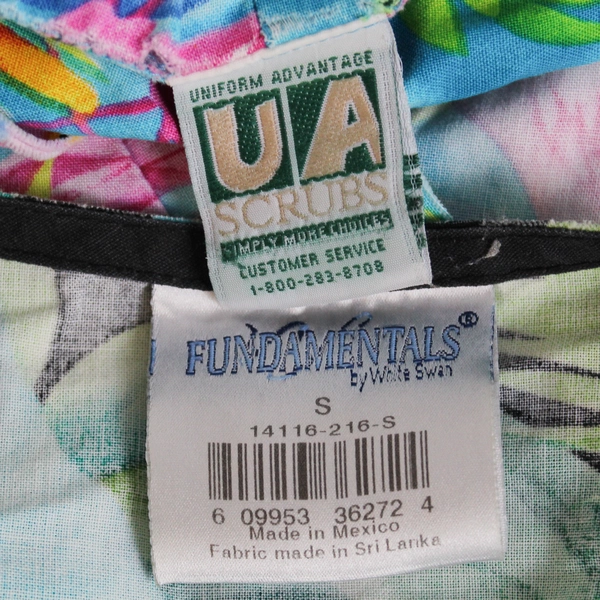 UNIFORM ADVANTAGE
UA
SCRUBS
SIMPLY MORE CHOICES
CUSTOMER SERVICE
1-800-283-8708
FUNDAMENTALS®
by White Swan
S
14116-216-S
6 09953 36272 4
Made in Mexico
Fabric made in Sri Lanka